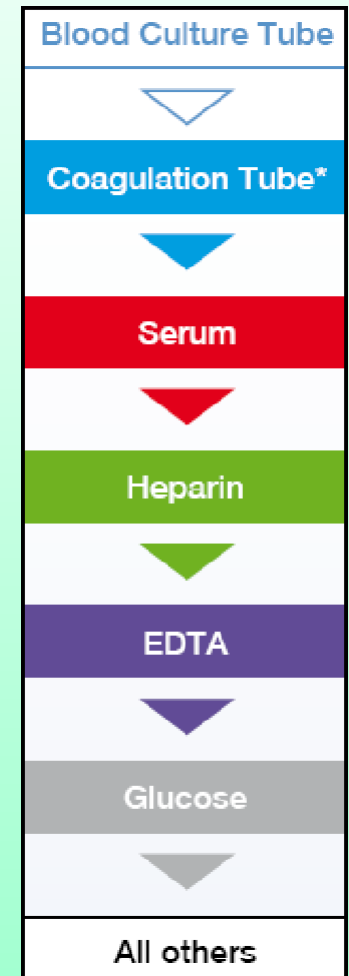 Blood Culture Tube
Coagulation Tube*
Serum
Heparin
EDTA
Glucose
All others